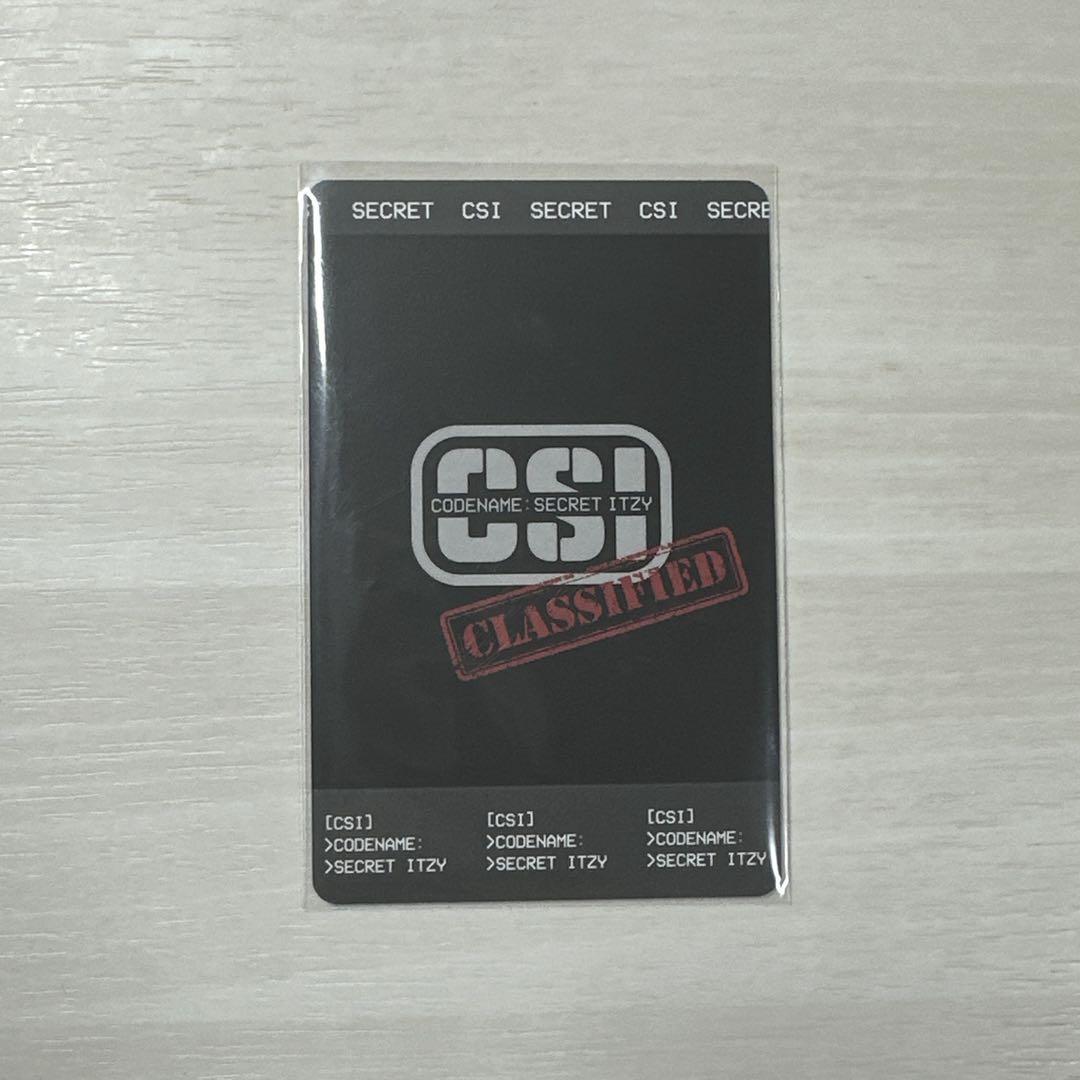 SECRET CSI SECRET CSI SECRE
CSI
CODENAME: SECRET ITZY
CLASSIFIED
[CSI] [CSI] [CSI]
>CODENAME: >CODENAME: >CODENAME:
>SECRET ITZY >SECRET ITZY >SECRET ITZY